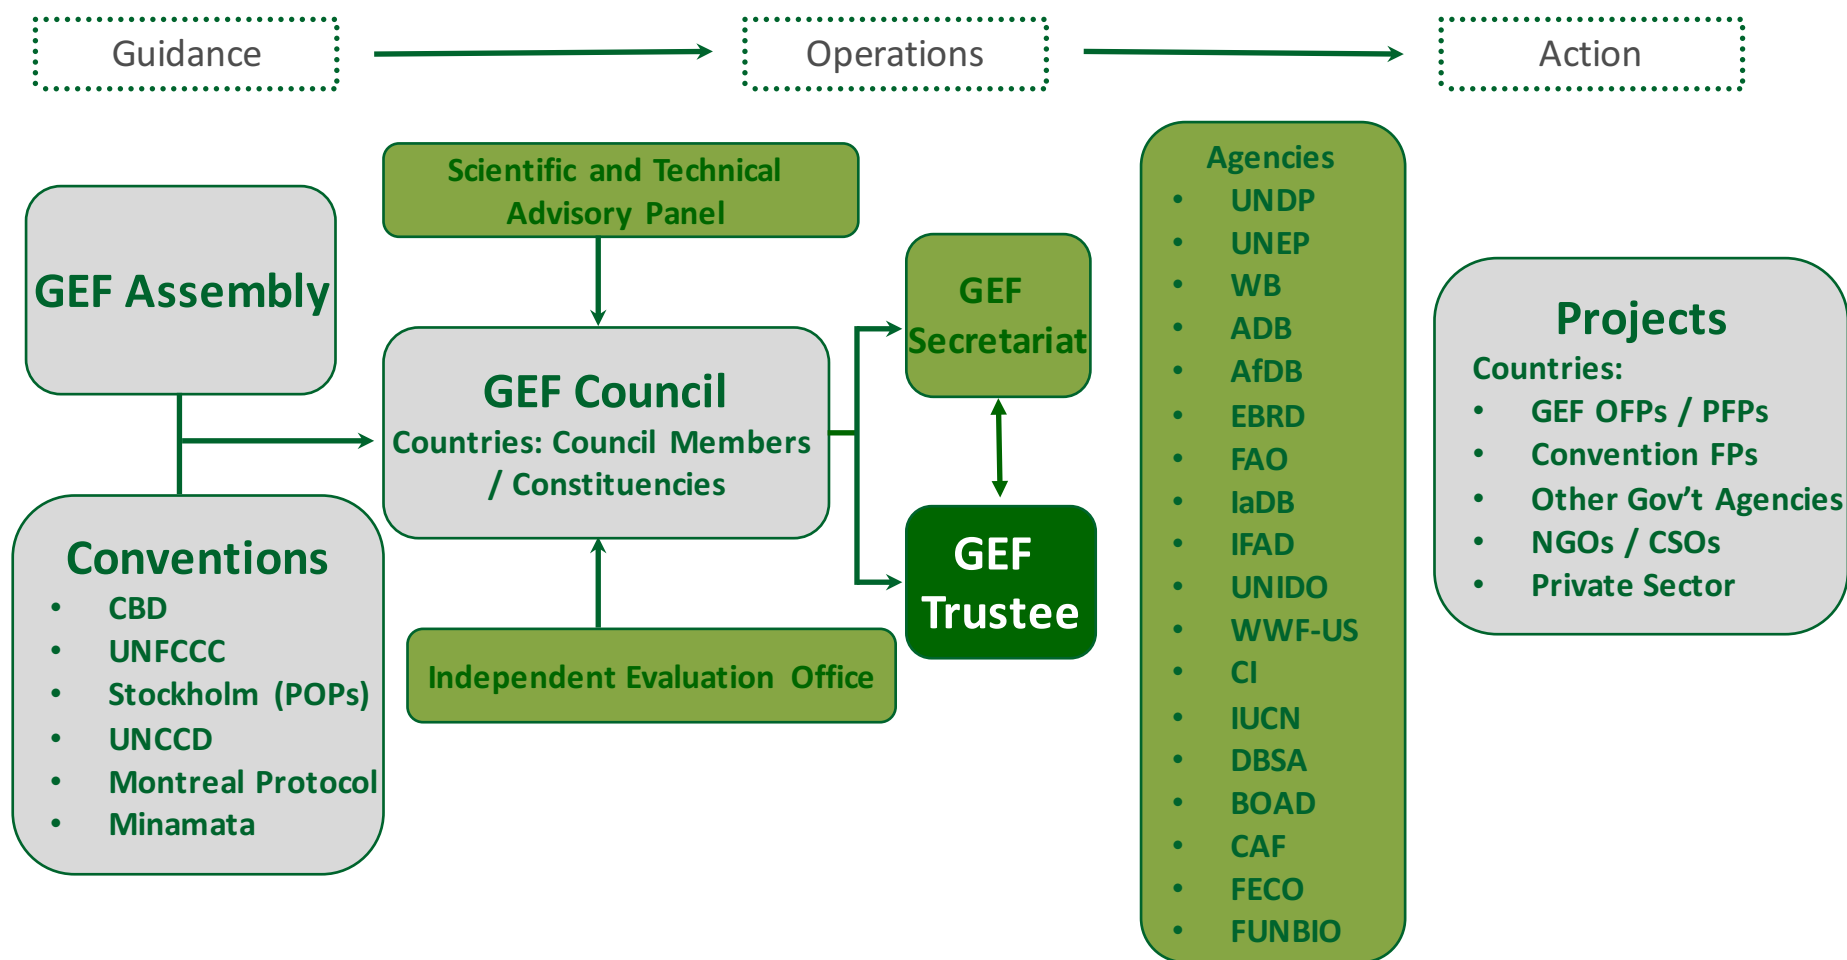 Guidance
Operations
Action
GEF Assembly
Conventions
• CBD
• UNFCCC
• Stockholm (POPs)
• UNCCD
• Montreal Protocol
• Minamata
Scientific and Technical
Advisory Panel
GEF Council
Countries: Council Members
/ Constituencies
Independent Evaluation Office
GEF
Secretariat
GEF
Trustee
Agencies
• UNDP
• UNEP
• WB
• ADB
• AfDB
• EBRD
• FAO
• IaDB
• IFAD
• UNIDO
• WWF-US
• CI
• IUCN
• DBSA
• BOAD
• CAF
• FECO
• FUNBIO
Projects
Countries:
• GEF OFPs / PFPs
• Convention FPs
• Other Gov’t Agencies
• NGOs / CSOs
• Private Sector